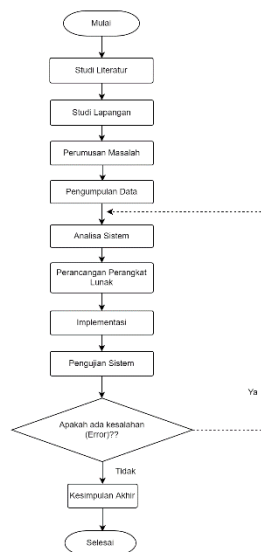 Mulai
Studi Literatur
Studi Lapangan
Perumusan Masalah
Pengumpulan Data
Analisa Sistem
Perancangan Perangkat
Lunak
Implementasi
Pengujian Sistem
Ya
Apakah ada kesalahan
(Error)??
Tidak
Kesimpulan Akhir
Selesai